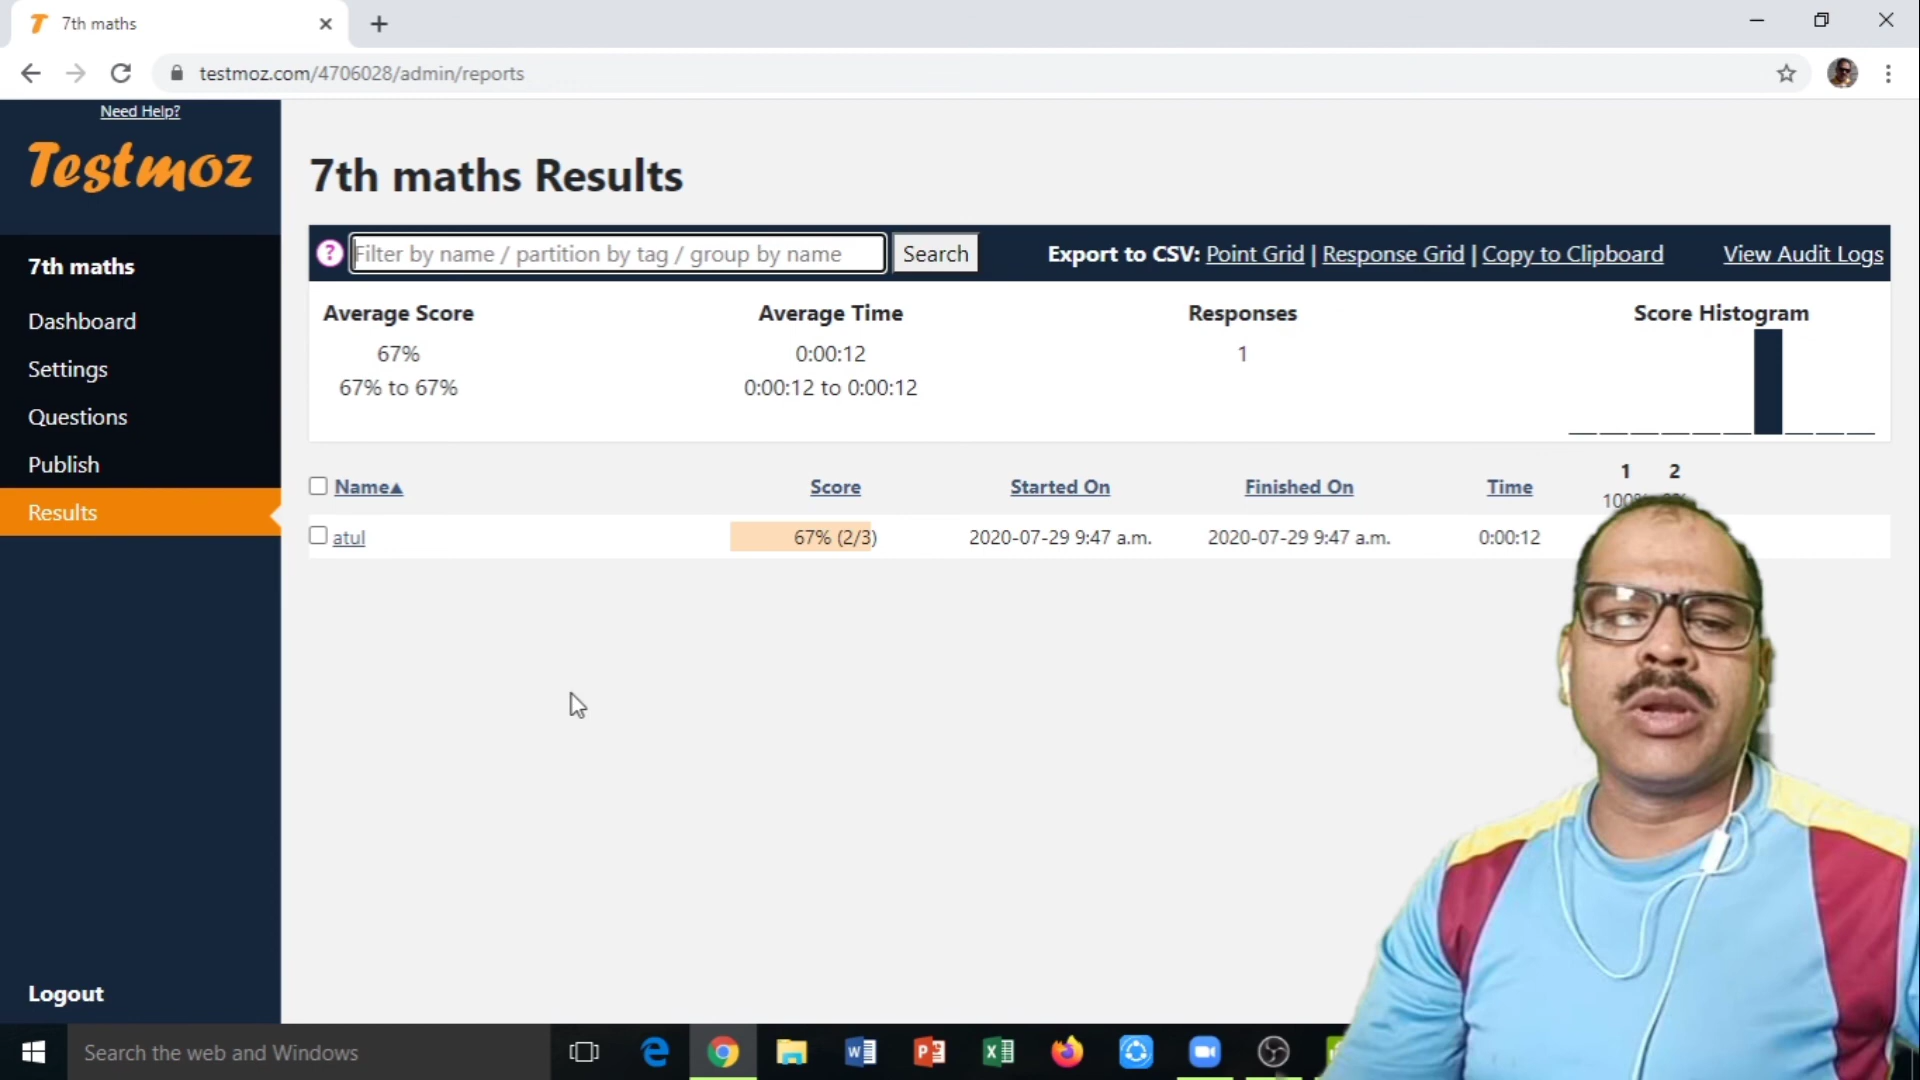 7th maths
testmoz.com/4706028/admin/reports
Need Help?
Testmoz
7th maths
Dashboard
Settings
Questions
Publish
Results
Logout
7th maths Results
? Filter by name / partition by tag / group by name Search Export to CSV: Point Grid | Response Grid | Copy to Clipboard View Audit Logs
Average Score Average Time Responses Score Histogram
67% 0:00:12 1
67% to 67% 0:00:12 to 0:00:12
1 2
Name▲ Score Started On Finished On Time
atul 67% (2/3) 2020-07-29 9:47 a.m. 2020-07-29 9:47 a.m. 0:00:12
Search the web and Windows